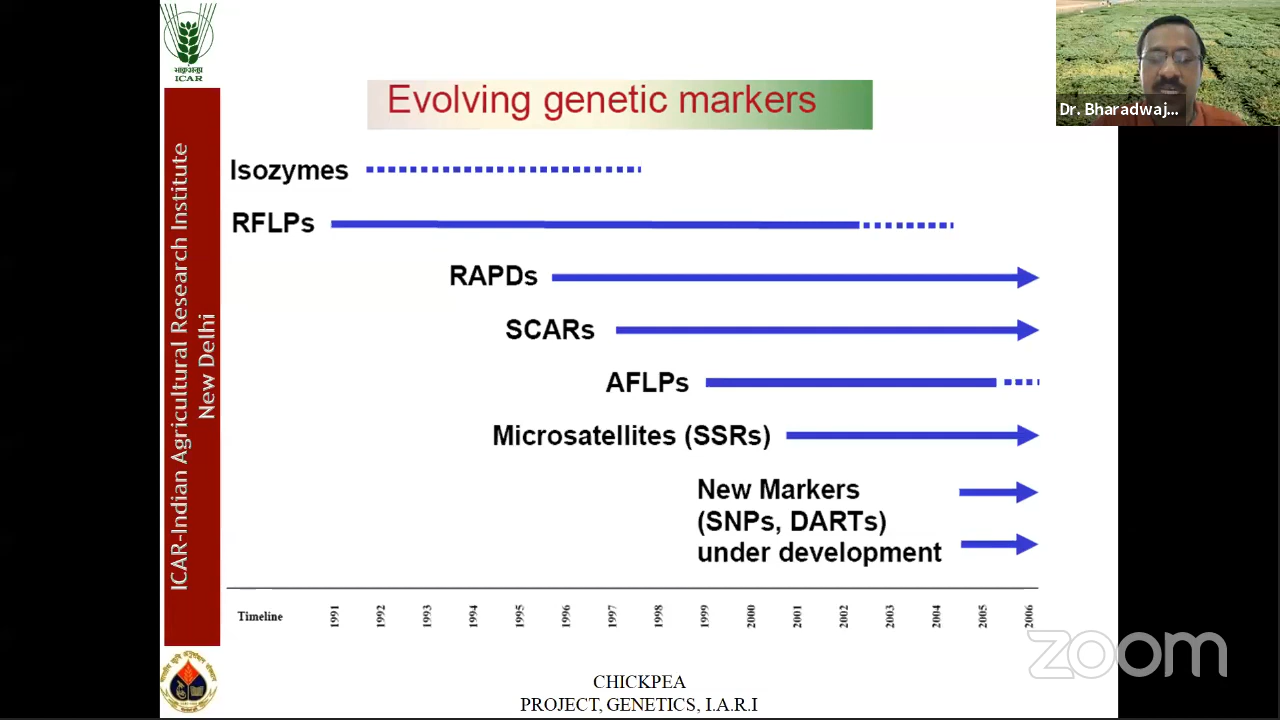 भाकृअनुप
ICAR
ICAR-Indian Agricultural Research Institute
New Delhi
Evolving genetic markers
Dr. Bharadwaj...
Isozymes
RFLPs
RAPDs
SCARs
AFLPs
Microsatellites (SSRs)
New Markers
(SNPs, DARTs)
under development
Timeline 1991 1992 1993 1994 1995 1996 1997 1998 1999 2000 2001 2002 2003 2004 2005 2006
zoom
CHICKPEA
PROJECT, GENETICS, I.A.R.I